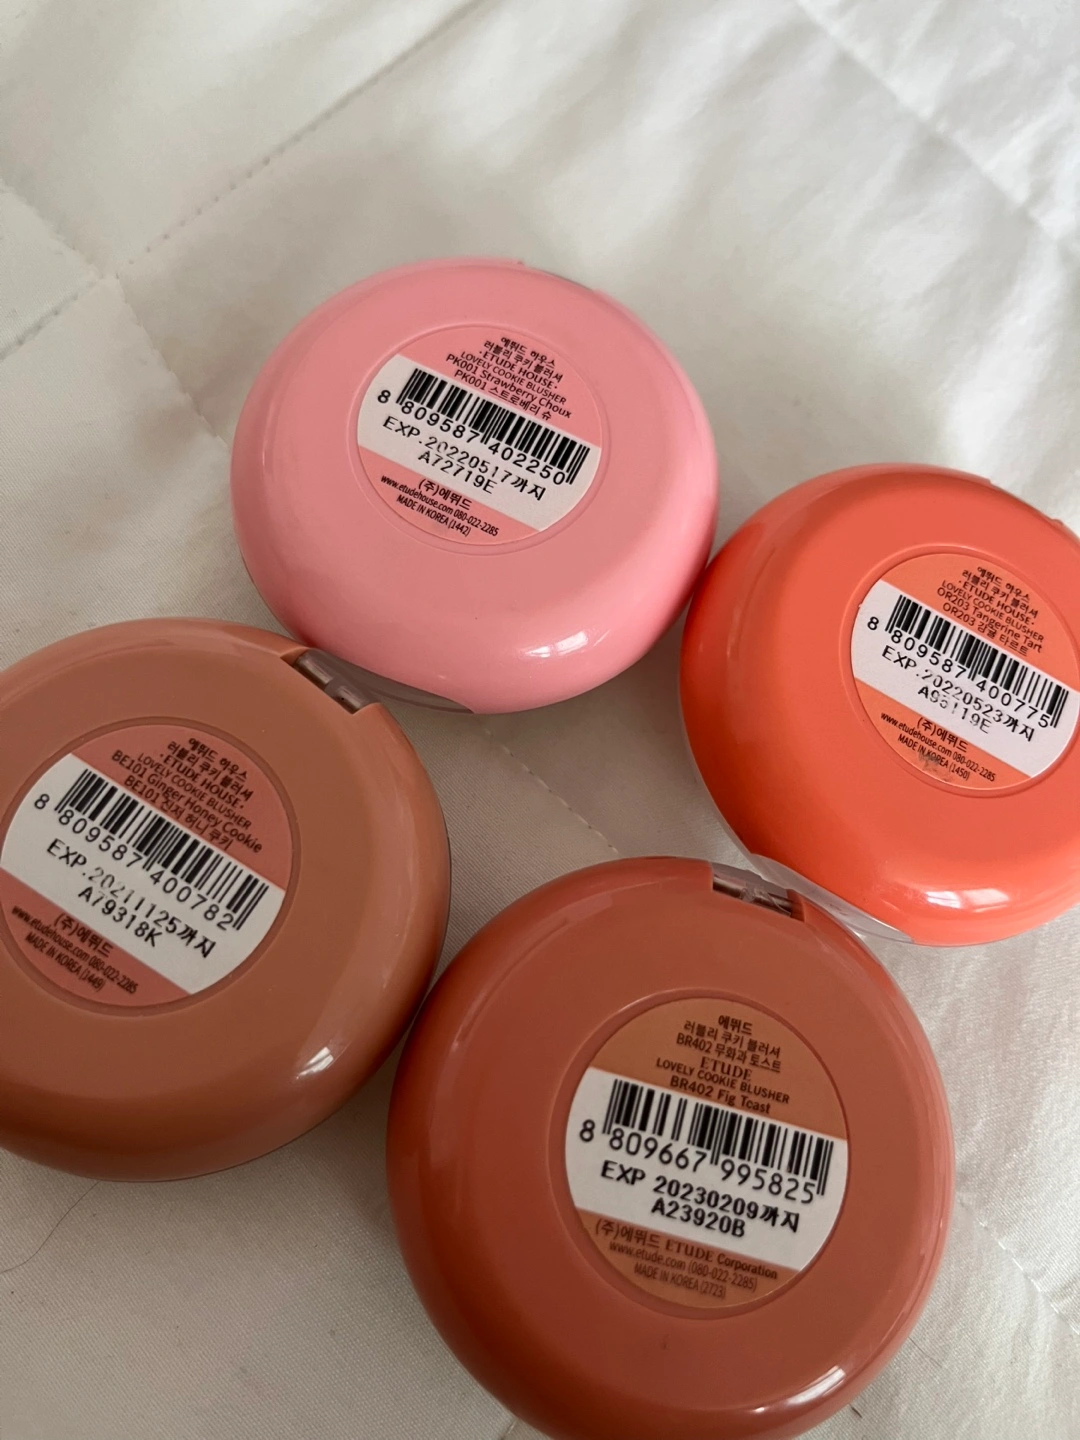 에뛰드 하우스
러블리 쿠키 블러셔
·ETUDE HOUSE·
LOVELY COOKIE BLUSHER
PK001 Strawberry Choux
PK001 스트로베리 슈
8 809587 402250
EXP.20220517까지
A72719E
(주)에뛰드
www.etudehouse.com 080-022-2285
MADE IN KOREA (1442)
에뛰드 하우스
러블리 쿠키 블러셔
·ETUDE HOUSE·
LOVELY COOKIE BLUSHER
OR203 Tangerine Tart
OR203 감귤 타르트
8 809587 400775
EXP.20220523까지
A95119E
(주)에뛰드
www.etudehouse.com 080-022-2285
MADE IN KOREA (1450)
에뛰드 하우스
러블리 쿠키 블러셔
·ETUDE HOUSE·
LOVELY COOKIE BLUSHER
BE101 Ginger Honey Cookie
BE101 진저 허니 쿠키
8 809587 400782
EXP.20211125까지
A79318K
(주)에뛰드
www.etudehouse.com 080-022-2285
MADE IN KOREA (1449)
에뛰드
러블리 쿠키 블러셔
BR402 무화과 토스트
ETUDE
LOVELY COOKIE BLUSHER
BR402 Fig Toast
8 809667 995825
EXP 20230209까지
A23920B
(주)에뛰드 ETUDE Corporation
www.etude.com (080-022-2285)
MADE IN KOREA (2723)